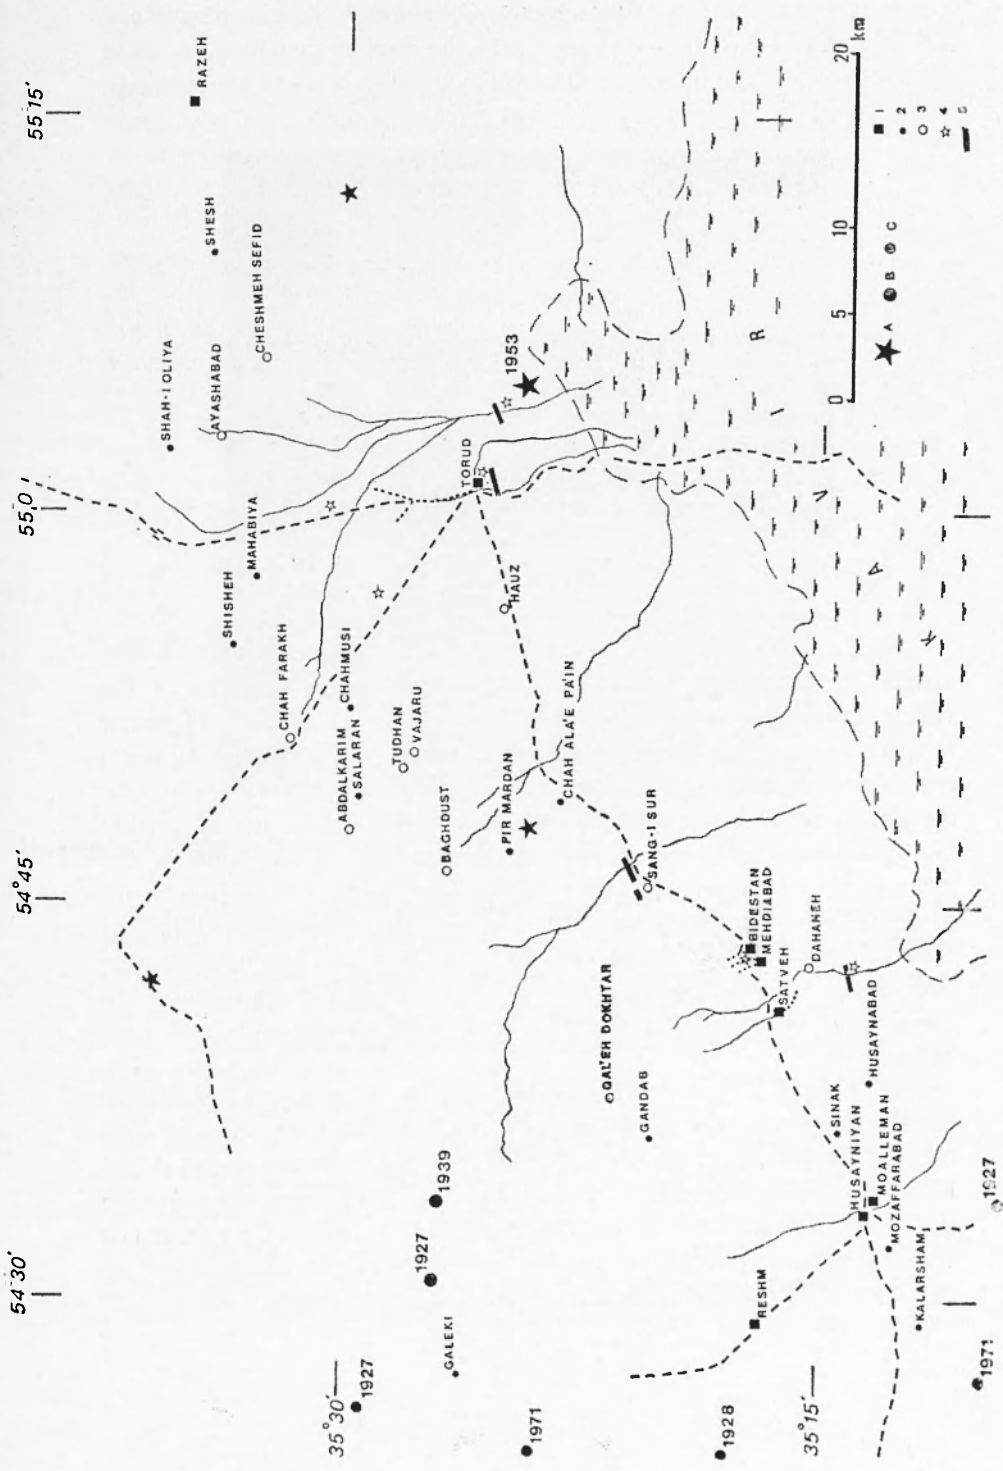 54°30′
54°45′
55°0′
55°15′
RAZEH
SHESH
SHAH-I OLIYA
AYASHABAD
CHESHMEH SEFID
SHISHEH
MAHABIYA
CHAH FARAKH
35°30′
1927
ABDALKARIM
SALARAN
CHAHMUSI
TUDHAN
VAJARU
1927
1939
GALEKI
BAGHDUST
TORUD
1953
PIR MARDAN
HAUZ
1971
CHAH ALA'E PA'IN
QAL'EH DOKHTAR
GANDAB
SANG-I SUR
1928
RESHM
BIDESTAN
MEHDIABAD
SATVEH
DAHANEH
35°15′
SINAK
HUSAYNABAD
HUSAYNIYAN
MOALLEMAN
MOZAFFARABAD
KALARSHAM
1971
1927
K A V I R
0 5 10 20
km
A B C
1
2
3
4
5